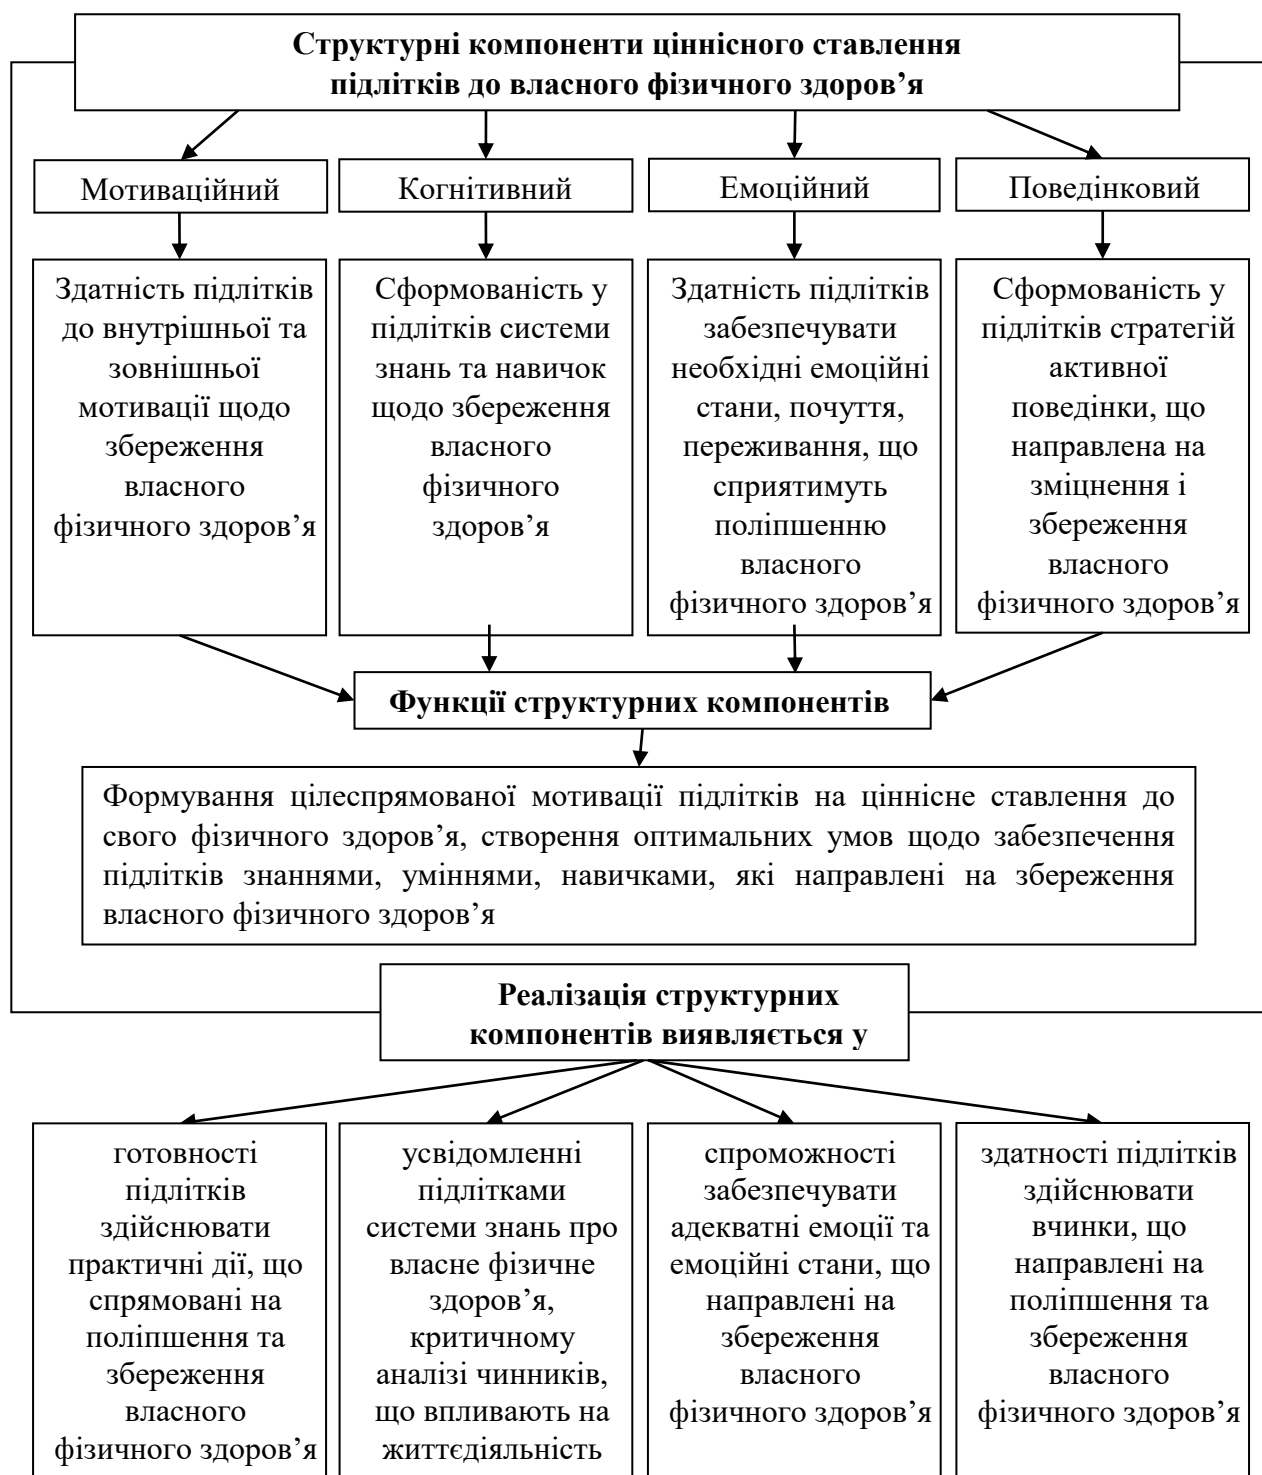 Структурні компоненти ціннісного ставлення
підлітків до власного фізичного здоров’я
Мотиваційний
Когнітивний
Емоційний
Поведінковий
Здатність підлітків
до внутрішньої та
зовнішньої
мотивації щодо
збереження
власного
фізичного здоров’я
Сформованість у
підлітків системи
знань та навичок
щодо збереження
власного
фізичного
здоров’я
Здатність підлітків
забезпечувати
необхідні емоційні
стани, почуття,
переживання, що
сприятимуть
поліпшенню
власного
фізичного здоров’я
Сформованість у
підлітків стратегій
активної
поведінки, що
направлена на
зміцнення і
збереження
власного
фізичного здоров’я
Функції структурних компонентів
Формування цілеспрямованої мотивації підлітків на ціннісне ставлення до
свого фізичного здоров’я, створення оптимальних умов щодо забезпечення
підлітків знаннями, уміннями, навичками, які направлені на збереження
власного фізичного здоров’я
Реалізація структурних
компонентів виявляється у
готовності
підлітків
здійснювати
практичні дії, що
спрямовані на
поліпшення та
збереження
власного
фізичного здоров’я
усвідомленні
підлітками
системи знань про
власне фізичне
здоров’я,
критичному
аналізі чинників,
що впливають на
життєдіяльність
спроможності
забезпечувати
адекватні емоції та
емоційні стани, що
направлені на
збереження
власного
фізичного здоров’я
здатності підлітків
здійснювати
вчинки, що
направлені на
поліпшення та
збереження
власного
фізичного здоров’я